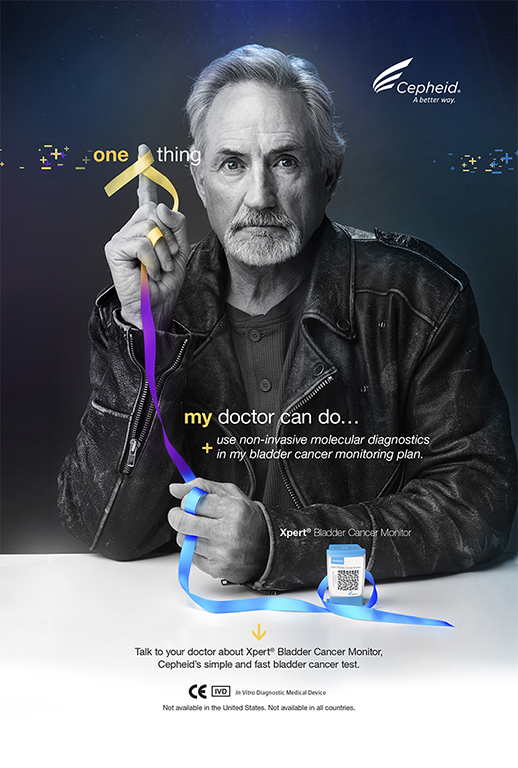 Cepheid®
A better way.
one thing
my doctor can do...
+ use non-invasive molecular diagnostics
in my bladder cancer monitoring plan.
Xpert® Bladder Cancer Monitor
Talk to your doctor about Xpert® Bladder Cancer Monitor,
Cepheid's simple and fast bladder cancer test.
CE IVD In Vitro Diagnostic Medical Device
Not available in the United States. Not available in all countries.